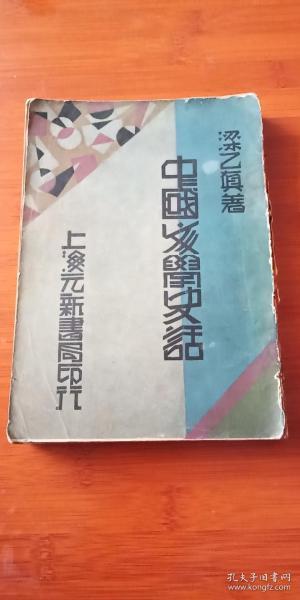 梁乙真著
中國文學史話
上海元新書局印行
孔夫子旧书网